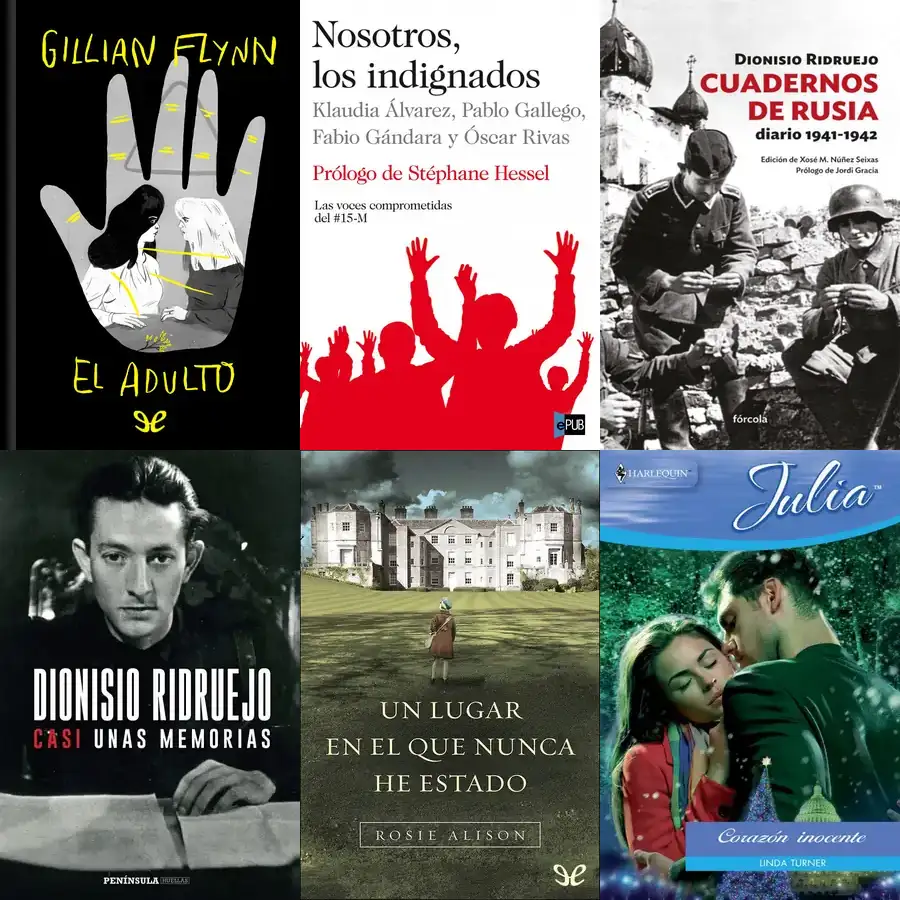 GILLIAN FLYNN
EL ADULTO
Nosotros,
los indignados
Klaudia Álvarez, Pablo Gallego,
Fabio Gándara y Óscar Rivas
Prólogo de Stéphane Hessel
Las voces comprometidas
del #15-M
ePUB
DIONISIO RIDRUEJO
CUADERNOS
DE RUSIA
diario 1941-1942
Edición de Xosé M. Núñez Seixas
Prólogo de Jordi Gracia
fórcola
DIONISIO RIDRUEJO
CASI UNAS MEMORIAS
PENÍNSULA HUELLAS
UN LUGAR
EN EL QUE NUNCA
HE ESTADO
ROSIE ALISON
HARLEQUIN™
Julia™
Corazón inocente
LINDA TURNER